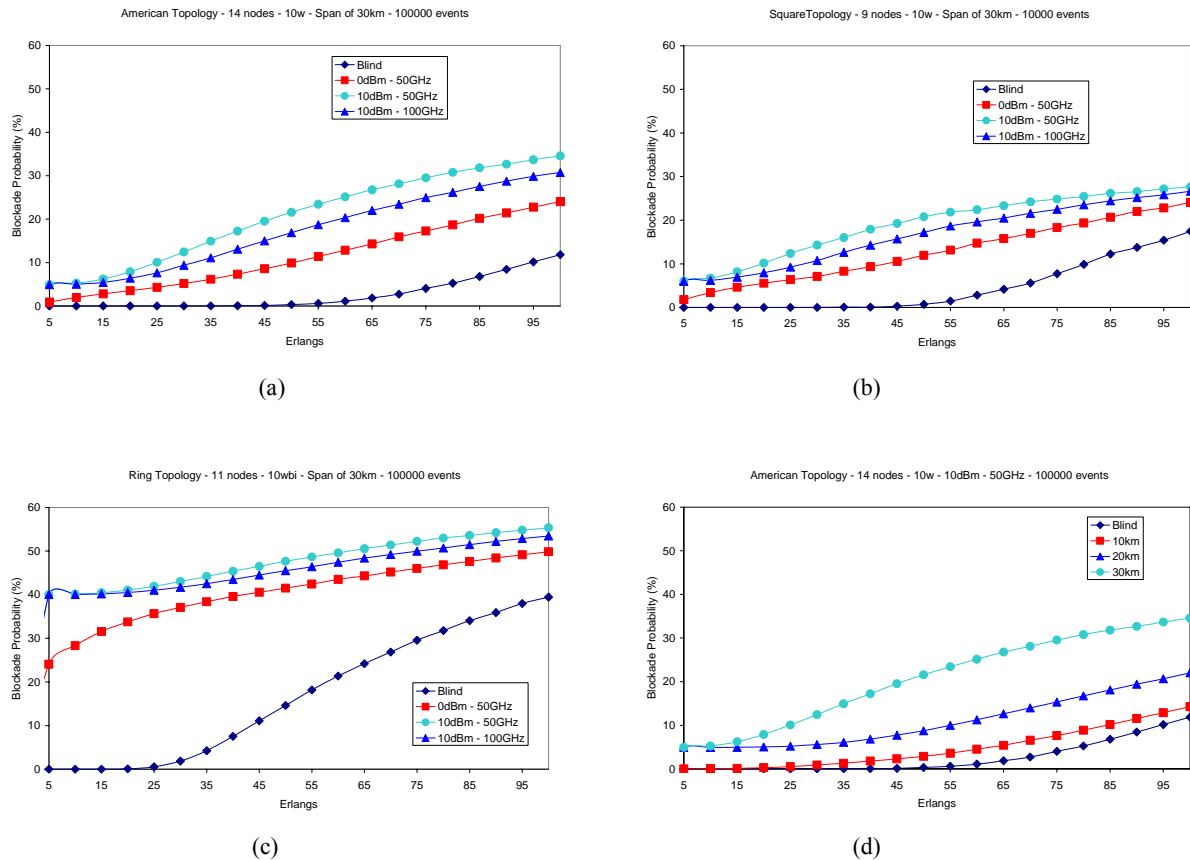 American Topology - 14 nodes - 10w - Span of 30km - 100000 events
Blockade Probability (%)
60
50
40
30
20
10
0
Blind
0dBm - 50GHz
10dBm - 50GHz
10dBm - 100GHz
5 15 25 35 45 55 65 75 85 95
Erlangs
(a)
SquareTopology - 9 nodes - 10w - Span of 30km - 10000 events
Blockade Probability (%)
60
50
40
30
20
10
0
Blind
0dBm - 50GHz
10dBm - 50GHz
10dBm - 100GHz
5 15 25 35 45 55 65 75 85 95
Erlangs
(b)
Ring Topology - 11 nodes - 10wbi - Span of 30km - 100000 events
Blockade Probability (%)
60
50
40
30
20
10
0
Blind
0dBm - 50GHz
10dBm - 50GHz
10dBm - 100GHz
5 15 25 35 45 55 65 75 85 95
Erlangs
(c)
American Topology - 14 nodes - 10w - 10dBm - 50GHz - 100000 events
Blockade Probability (%)
60
50
40
30
20
10
0
Blind
10km
20km
30km
5 15 25 35 45 55 65 75 85 95
Erlangs
(d)